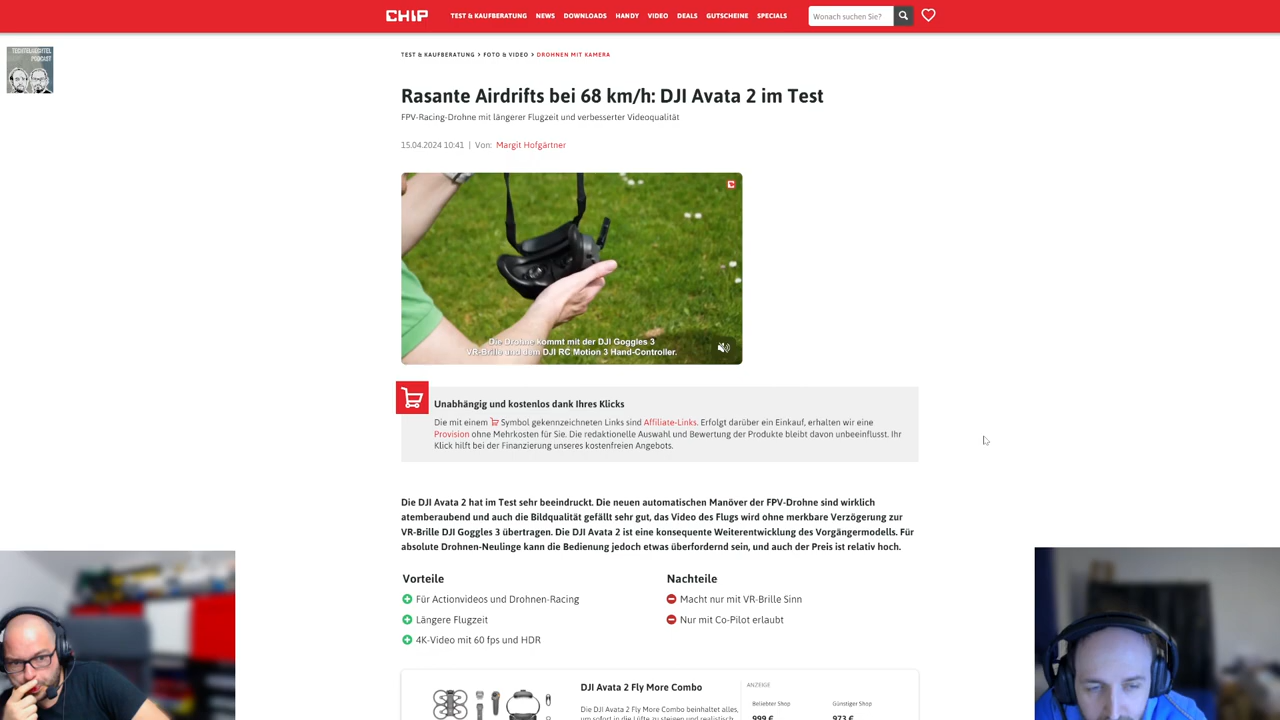 CHIP
TEST & KAUFBERATUNG NEWS DOWNLOADS HANDY VIDEO DEALS GUTSCHEINE SPECIALS
Wonach suchen Sie?
TECHTELMECHTEL
PODCAST
TEST & KAUFBERATUNG > FOTO & VIDEO > DROHNEN MIT KAMERA
Rasante Airdrifts bei 68 km/h: DJI Avata 2 im Test
FPV-Racing-Drohne mit längerer Flugzeit und verbesserter Videoqualität
15.04.2024 10:41 | Von: Margit Hofgärtner
Die Drohne kommt mit der DJI Goggles 3
VR-Brille und dem DJI RC Motion 3 Hand-Controller.
Unabhängig und kostenlos dank Ihres Klicks
Die mit einem Symbol gekennzeichneten Links sind Affiliate-Links. Erfolgt darüber ein Einkauf, erhalten wir eine
Provision ohne Mehrkosten für Sie. Die redaktionelle Auswahl und Bewertung der Produkte bleibt davon unbeeinflusst. Ihr
Klick hilft bei der Finanzierung unseres kostenfreien Angebots.
Die DJI Avata 2 hat im Test sehr beeindruckt. Die neuen automatischen Manöver der FPV-Drohne sind wirklich
atemberaubend und auch die Bildqualität gefällt sehr gut, das Video des Flugs wird ohne merkbare Verzögerung zur
VR-Brille DJI Goggles 3 übertragen. Die DJI Avata 2 ist eine konsequente Weiterentwicklung des Vorgängermodells. Für
absolute Drohnen-Neulinge kann die Bedienung jedoch etwas überfordernd sein, und auch der Preis ist relativ hoch.
Vorteile
Für Actionvideos und Drohnen-Racing
Längere Flugzeit
4K-Video mit 60 fps und HDR
Nachteile
Macht nur mit VR-Brille Sinn
Nur mit Co-Pilot erlaubt
DJI Avata 2 Fly More Combo
Die DJI Avata 2 Fly More Combo beinhaltet alles,
um sofort in die Lüfte zu steigen und realistisch
ANZEIGE
Beliebter Shop Günstiger Shop
999 € 973 €